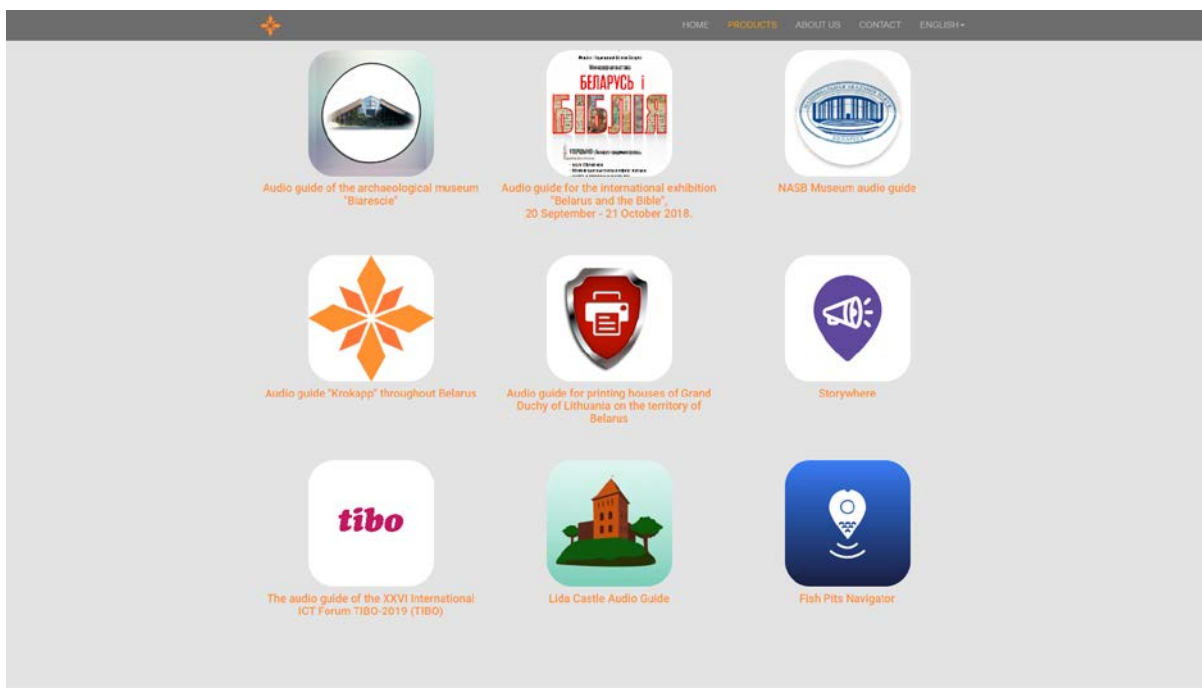 HOME PRODUCTS ABOUT US CONTACT ENGLISH
БЕЛАРУСЬ І
БІБЛІЯ
Audio guide of the archaeological museum
"Biarescie"
Audio guide for the international exhibition
"Belarus and the Bible",
20 September - 21 October 2018.
NASB Museum audio guide
Audio guide "Krokapp" throughout Belarus
Audio guide for printing houses of Grand
Duchy of Lithuania on the territory of
Belarus
Storywhere
tibo
The audio guide of the XXVI International
ICT Forum TIBO-2019 (TIBO)
Lida Castle Audio Guide
Fish Pits Navigator